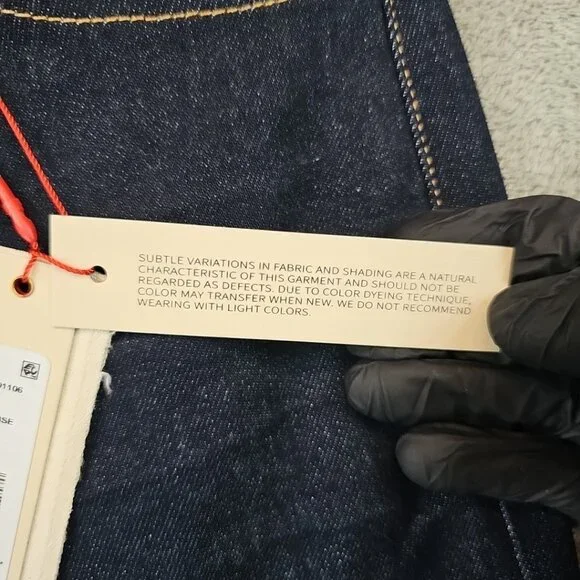 SUBTLE VARIATIONS IN FABRIC AND SHADING ARE A NATURAL
CHARACTERISTIC OF THIS GARMENT AND SHOULD NOT BE
REGARDED AS DEFECTS. DUE TO COLOR DYEING TECHNIQUE,
COLOR MAY TRANSFER WHEN NEW. WE DO NOT RECOMMEND
WEARING WITH LIGHT COLORS.